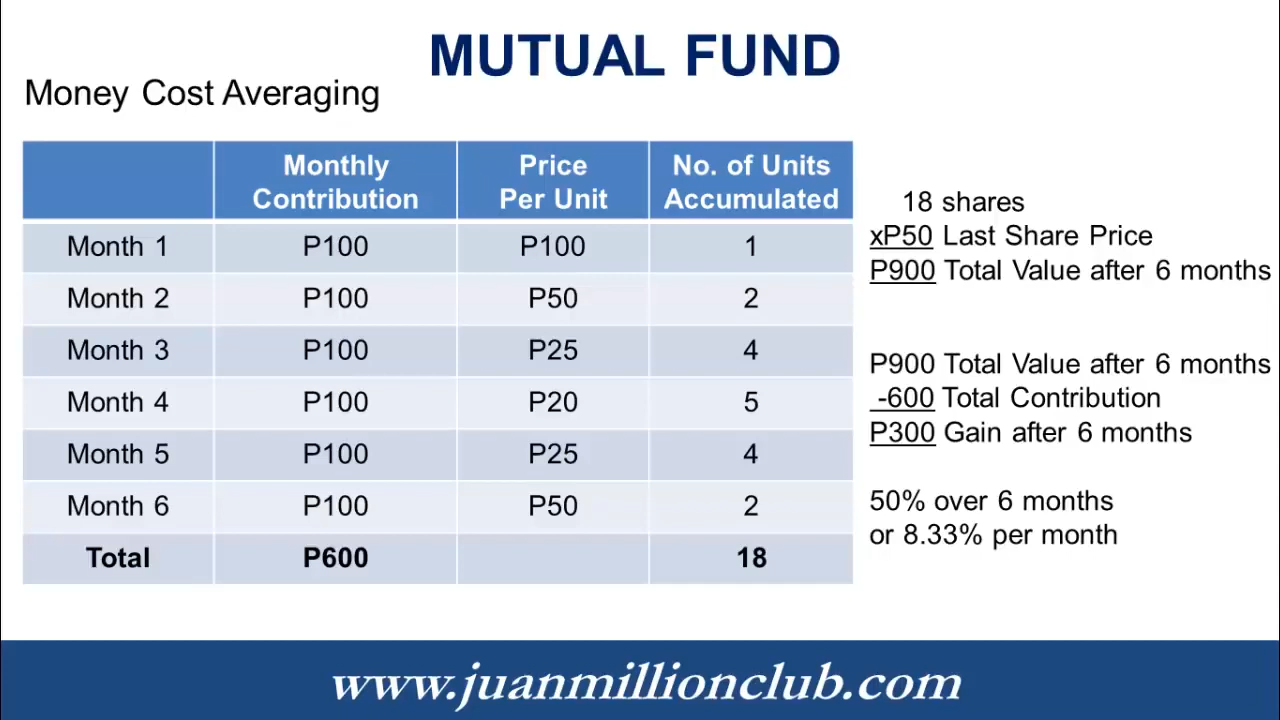 MUTUAL FUND
Money Cost Averaging
Monthly Contribution Price Per Unit No. of Units Accumulated
Month 1 P100 P100 1
Month 2 P100 P50 2
Month 3 P100 P25 4
Month 4 P100 P20 5
Month 5 P100 P25 4
Month 6 P100 P50 2
Total P600 18
18 shares
xP50 Last Share Price
P900 Total Value after 6 months
P900 Total Value after 6 months
-600 Total Contribution
P300 Gain after 6 months
50% over 6 months
or 8.33% per month
www.juanmillionclub.com